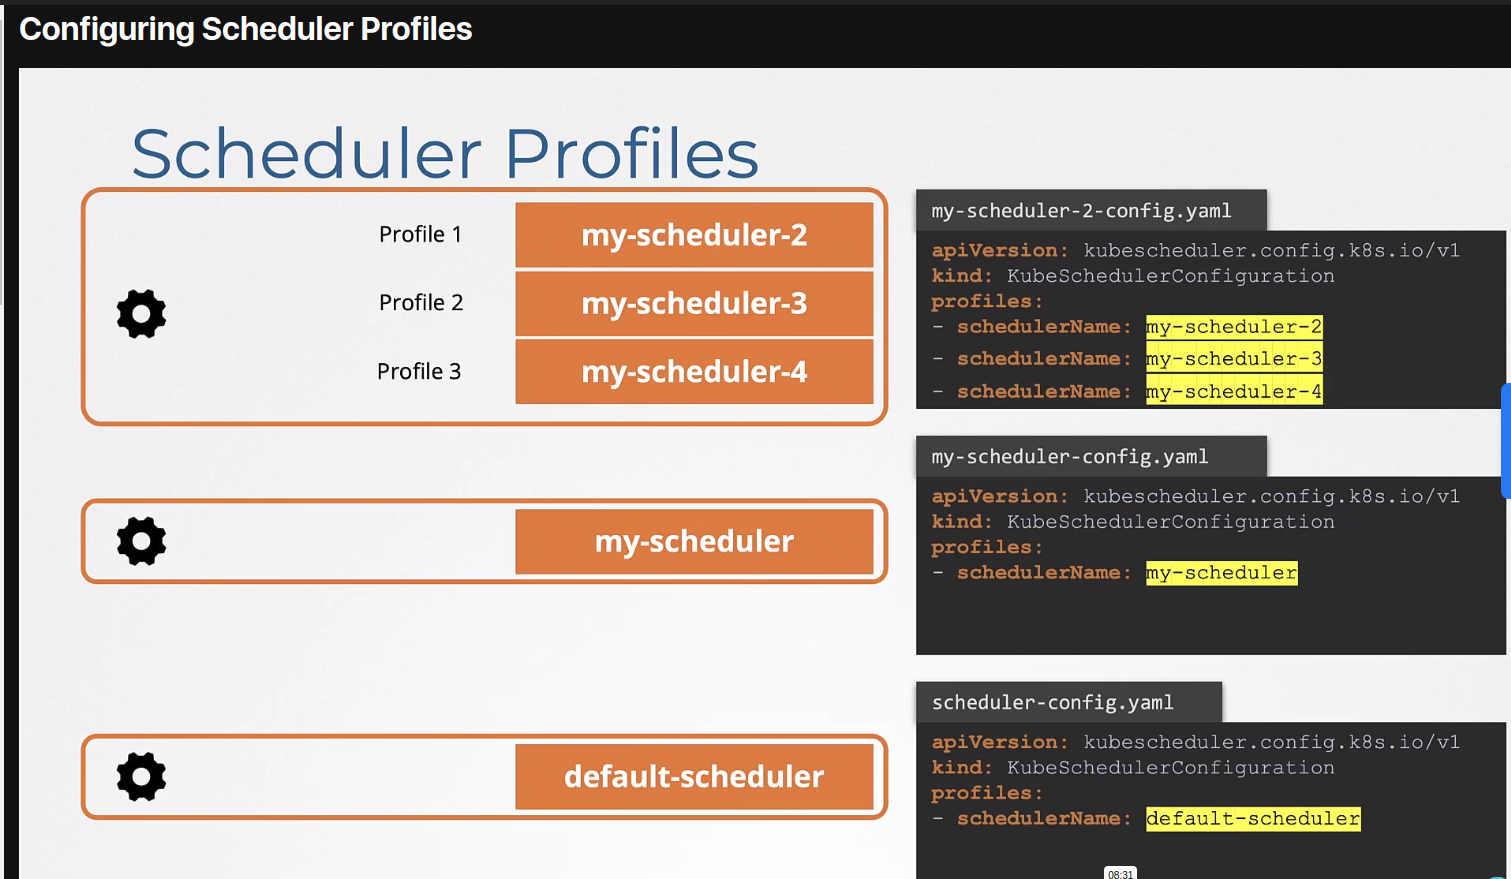 Configuring Scheduler Profiles
Scheduler Profiles
Profile 1
my-scheduler-2
Profile 2
my-scheduler-3
Profile 3
my-scheduler-4
my-scheduler-2-config.yaml
apiVersion: kubescheduler.config.k8s.io/v1
kind: KubeSchedulerConfiguration
profiles:
- schedulerName: my-scheduler-2
- schedulerName: my-scheduler-3
- schedulerName: my-scheduler-4
my-scheduler
my-scheduler-config.yaml
apiVersion: kubescheduler.config.k8s.io/v1
kind: KubeSchedulerConfiguration
profiles:
- schedulerName: my-scheduler
default-scheduler
scheduler-config.yaml
apiVersion: kubescheduler.config.k8s.io/v1
kind: KubeSchedulerConfiguration
profiles:
- schedulerName: default-scheduler
08:31